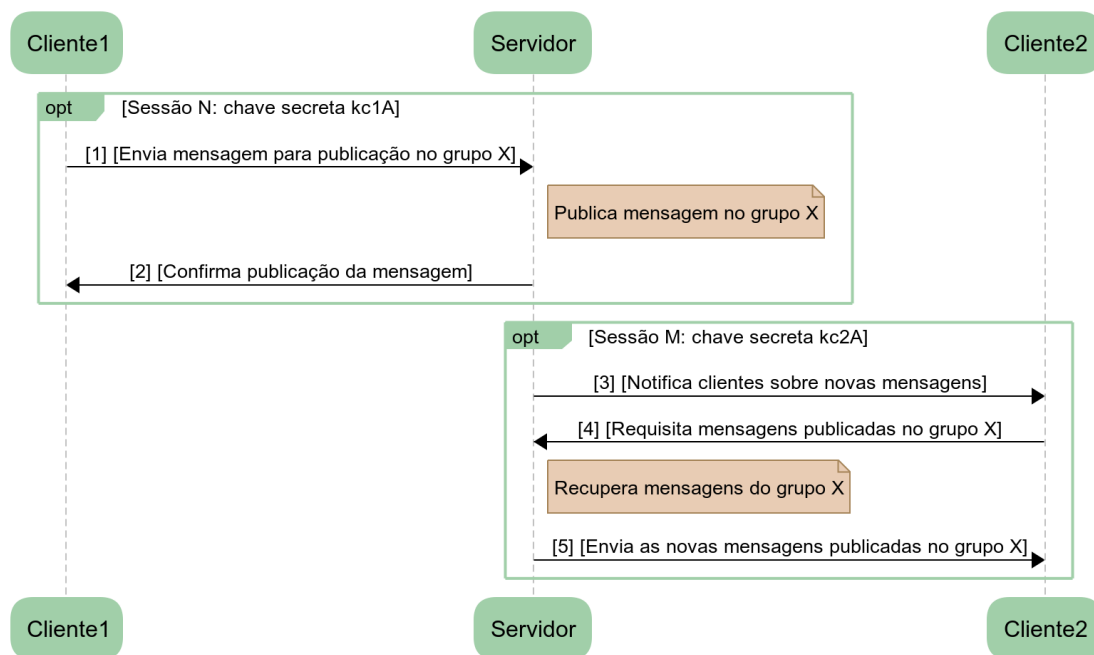 Cliente1
Servidor
Cliente2
opt
[Sessão N: chave secreta kc1A]
[1] [Envia mensagem para publicação no grupo X]
Publica mensagem no grupo X
[2] [Confirma publicação da mensagem]
opt
[Sessão M: chave secreta kc2A]
[3] [Notifica clientes sobre novas mensagens]
[4] [Requisita mensagens publicadas no grupo X]
Recupera mensagens do grupo X
[5] [Envia as novas mensagens publicadas no grupo X]
Cliente1
Servidor
Cliente2